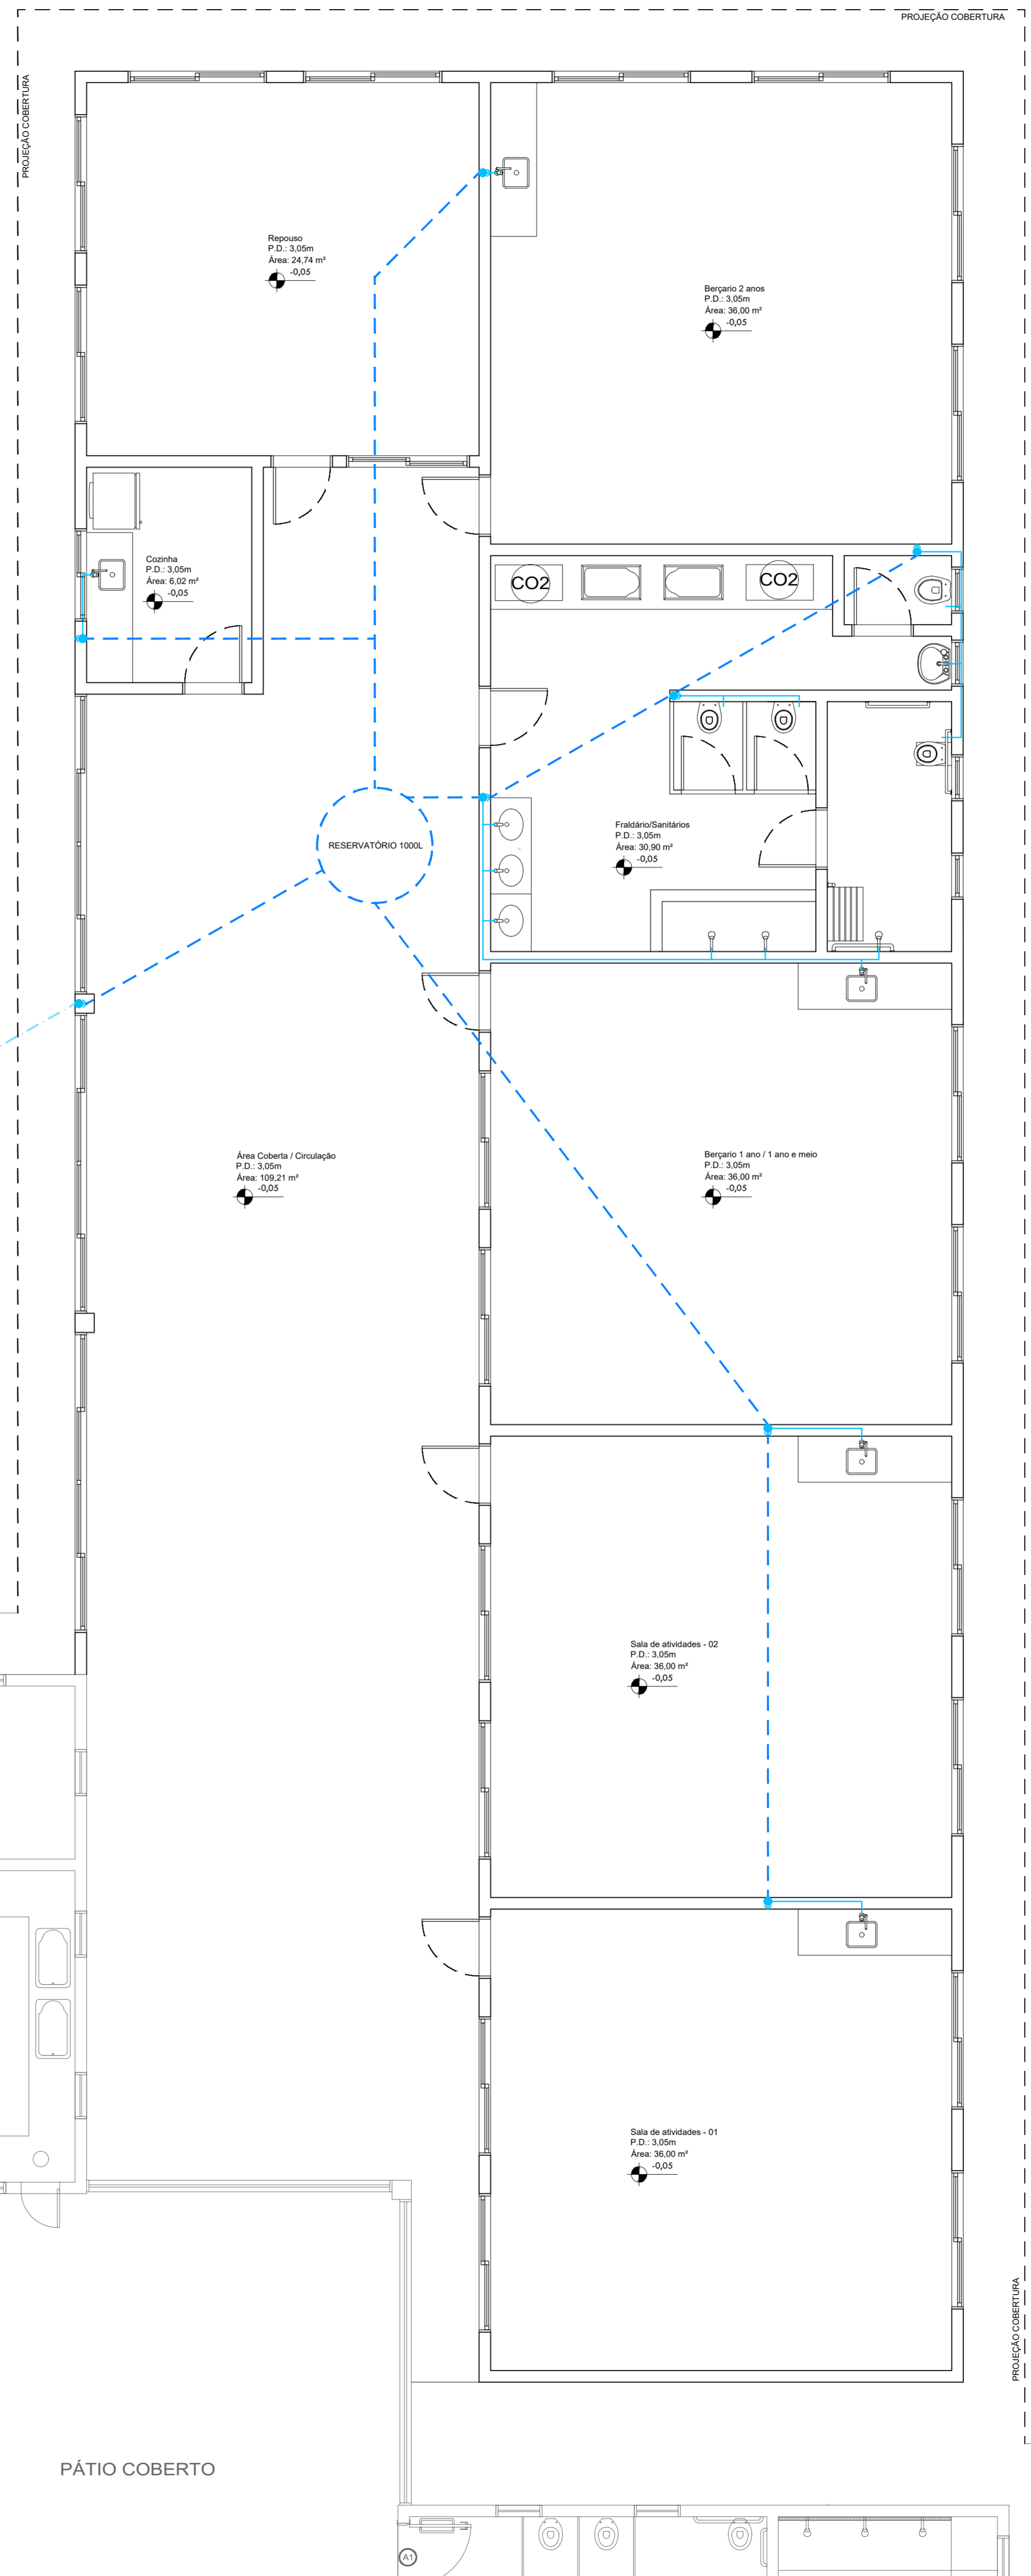 PROJEÇÃO COBERTURA
PROJEÇÃO COBERTURA
Repouso
P.D.: 3,05m
Área: 24,74 m²
-0,05
Berçario 2 anos
P.D.: 3,05m
Área: 36,00 m²
-0,05
Cozinha
P.D.: 3,05m
Área: 6,02 m²
-0,05
CO2
CO2
Fraldário/Sanitários
P.D.: 3,05m
Área: 30,90 m²
-0,05
RESERVATÓRIO 1000L
Área Coberta / Circulação
P.D.: 3,05m
Área: 109,21 m²
-0,05
Berçario 1 ano / 1 ano e meio
P.D.: 3,05m
Área: 36,00 m²
-0,05
Sala de atividades - 02
P.D.: 3,05m
Área: 36,00 m²
-0,05
Sala de atividades - 01
P.D.: 3,05m
Área: 36,00 m²
-0,05
PROJEÇÃO COBERTURA
PÁTIO COBERTO
A1